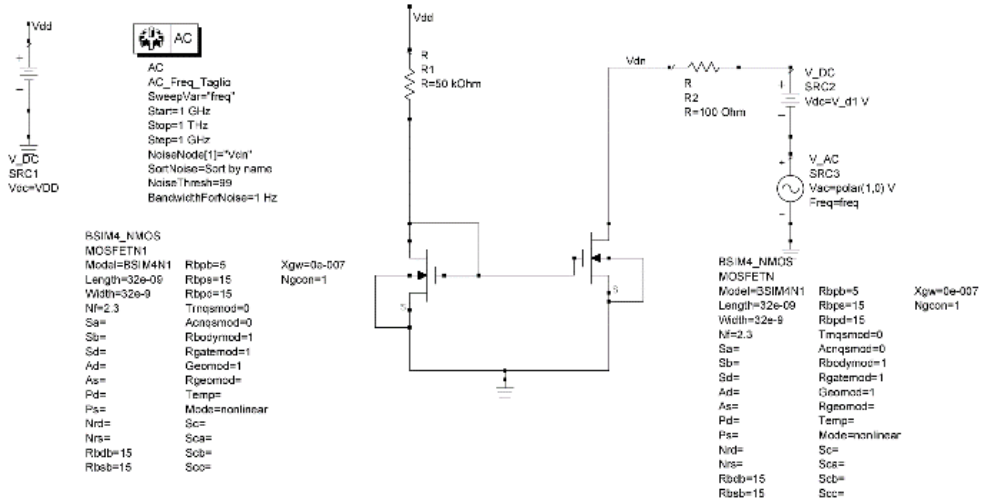 Vdd
V_DC
SRC1
Vdc=VDD
AC
AC
AC_Freq_Taglio
SweepVar="freq"
Start=1 GHz
Stop=1 THz
Step=1 GHz
NoiseNode[1]="Vdn"
SortNoise=Sort by name
NoiseThresh=99
BandwidthForNoise=1 Hz
Vdd
R
R1
R=50 kOhm
Vdn
R
R2
R=100 Ohm
V_DC
SRC2
Vdc=V_d1 V
V_AC
SRC3
Vac=polar(1,0) V
Freq=freq
S
S
BSIM4_NMOS
MOSFETN1
Model=BSIM4N1 Rbpb=5 Xgw=0e-007
Length=32e-09 Rbps=15 Ngcon=1
Width=32e-9 Rbpd=15
Nf=2.3 Trnqsmod=0
Sa= Acnqsmod=0
Sb= Rbodymod=1
Sd= Rgatemod=1
Ad= Geomod=1
As= Rgeomod=
Pd= Temp=
Ps= Mode=nonlinear
Nrd= Sc=
Nrs= Sca=
Rbdb=15 Scb=
Rbsb=15 Scc=
BSIM4_NMOS
MOSFETN
Model=BSIM4N1 Rbpb=5 Xgw=0e-007
Length=32e-09 Rbps=15 Ngcon=1
Width=32e-9 Rbpd=15
Nf=2.3 Trnqsmod=0
Sa= Acnqsmod=0
Sb= Rbodymod=1
Sd= Rgatemod=1
Ad= Geomod=1
As= Rgeomod=
Pd= Temp=
Ps= Mode=nonlinear
Nrd= Sc=
Nrs= Sca=
Rbdb=15 Scb=
Rbsb=15 Scc=